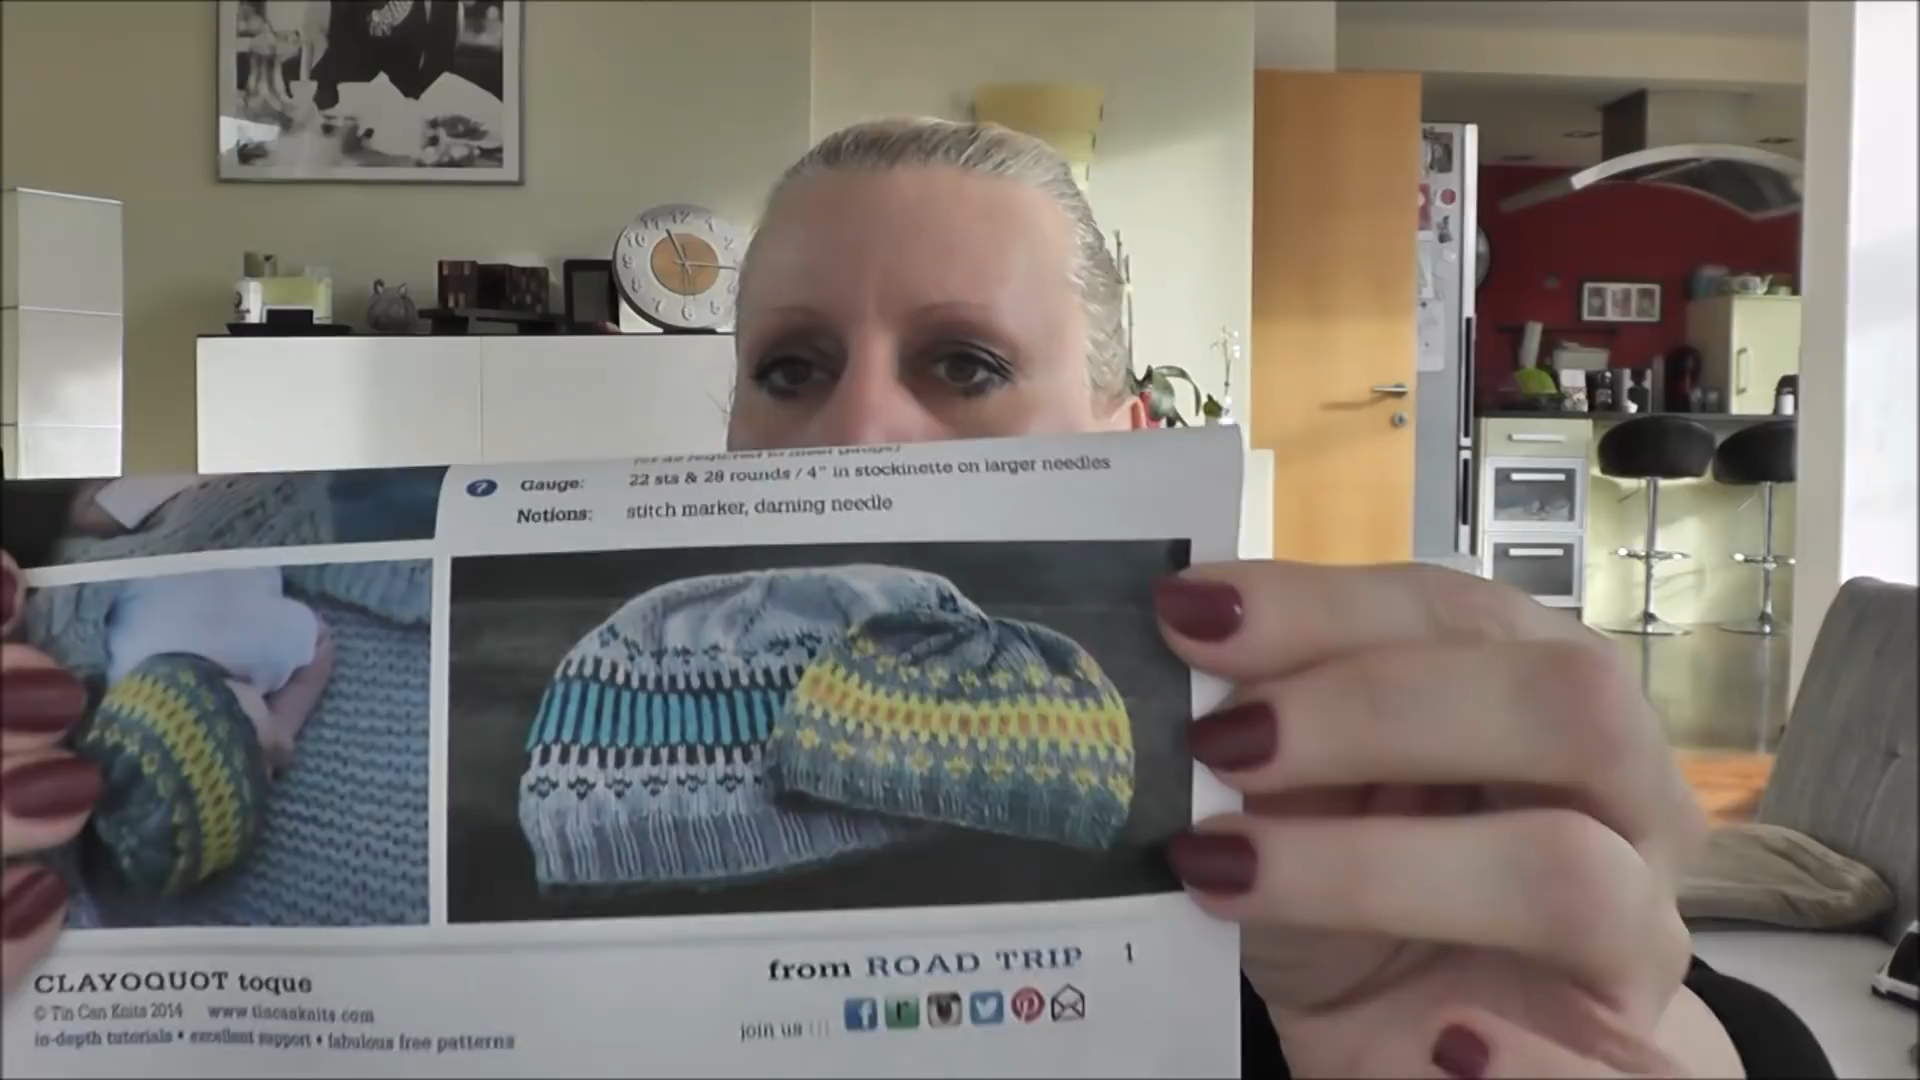 Gauge: 22 sts & 28 rounds / 4" in stockinette on larger needles
Notions: stitch marker, darning needle
CLAYOQUOT toque
© Tin Can Knits 2014 www.tincanknits.com
in-depth tutorials • excellent support • fabulous free patterns
from ROAD TRIP 1
join us